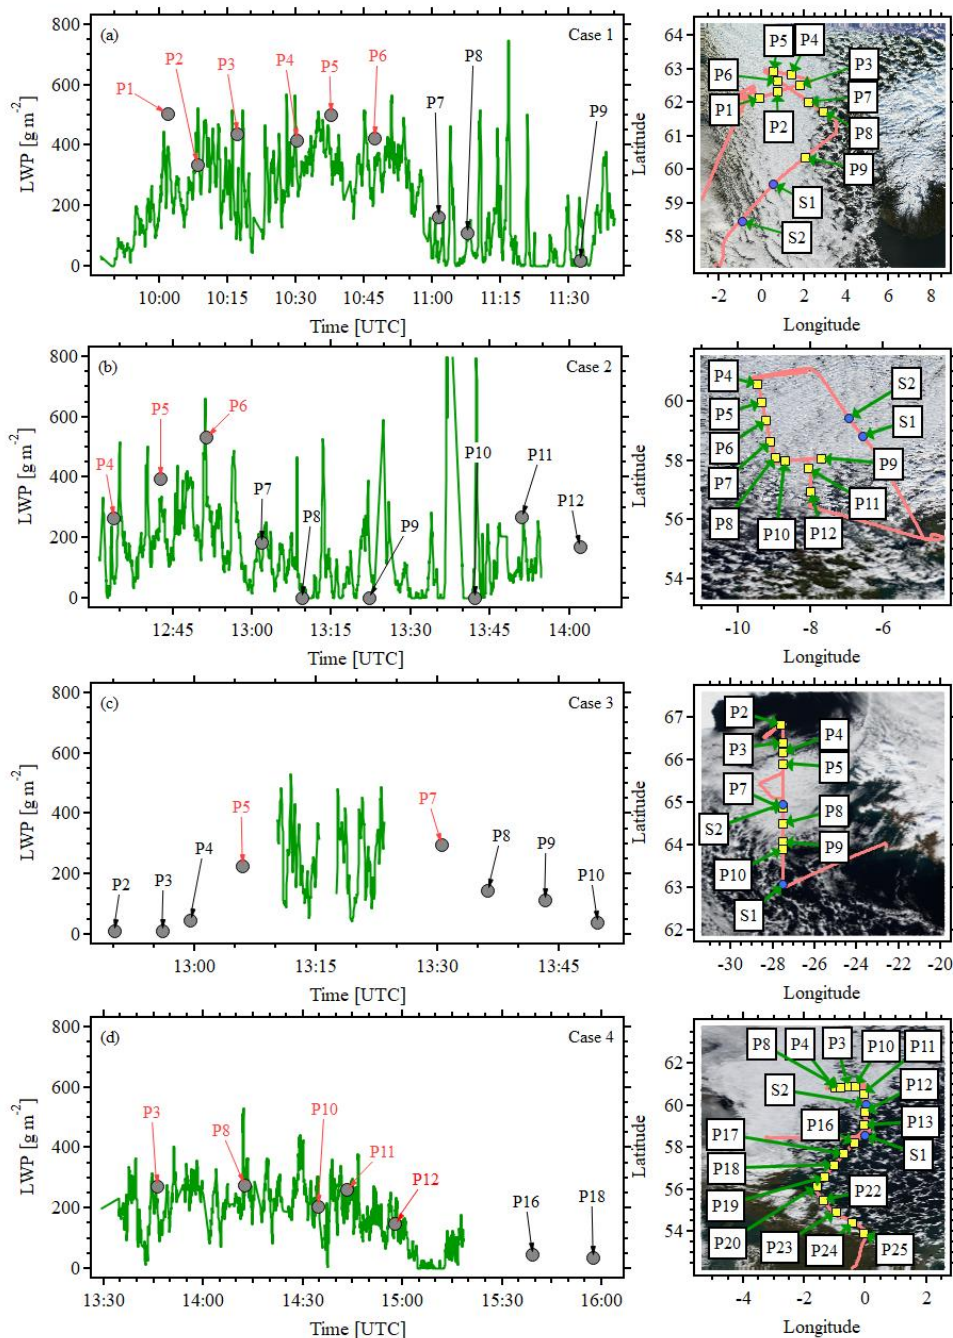 (a) Case 1
LWP [g m-2]
800
600
400
200
0
P1 P2 P3 P4 P5 P6 P7 P8 P9
10:00 10:15 10:30 10:45 11:00 11:15 11:30
Time [UTC]
Latitude
64
63
62
61
60
59
58
P5 P4
P6 P3
P1 P2 P7
P8
P9
S1
S2
-2 0 2 4 6 8
Longitude
(b) Case 2
LWP [g m-2]
800
600
400
200
0
P4 P5 P6 P7 P8 P9 P10 P11 P12
12:45 13:00 13:15 13:30 13:45 14:00
Time [UTC]
Latitude
60
58
56
54
P4 S2
P5 S1
P6
P7 P9
P8 P11
P10 P12
-10 -8 -6
Longitude
(c) Case 3
LWP [g m-2]
800
600
400
200
0
P2 P3 P4 P5 P7 P8 P9 P10
13:00 13:15 13:30 13:45
Time [UTC]
Latitude
67
66
65
64
63
62
P2
P3 P4
P5
P7
S2 P8
P10 P9
S1
-30 -28 -26 -24 -22 -20
Longitude
(d) Case 4
LWP [g m-2]
800
600
400
200
0
P3 P8 P10 P11 P12 P16 P18
13:30 14:00 14:30 15:00 15:30 16:00
Time [UTC]
Latitude
62
60
58
56
54
P8 P4 P3 P10 P11
S2 P12
P16 P13
P17 S1
P18
P19 P22
P20 P23 P24 P25
-4 -2 0 2
Longitude